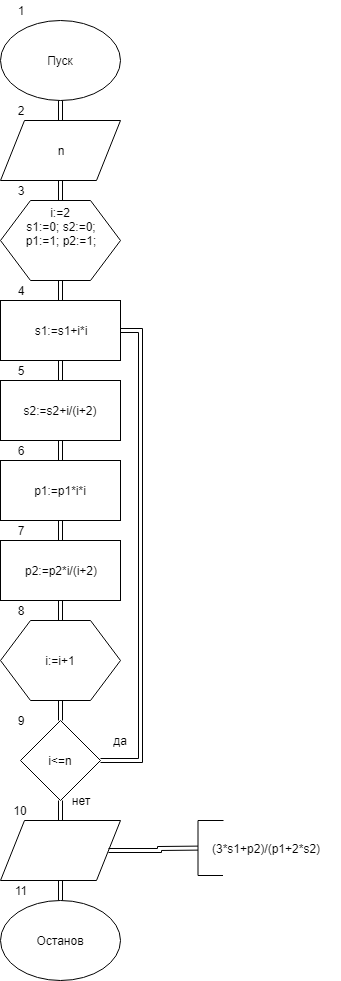 1
Пуск
2
n
3
i:=2
s1:=0; s2:=0;
p1:=1; p2:=1;
4
s1:=s1+i*i
5
s2:=s2+i/(i+2)
6
p1:=p1*i*i
7
p2:=p2*i/(i+2)
8
i:=i+1
9
да
i<=n
нет
10
(3*s1+p2)/(p1+2*s2)
11
Останов